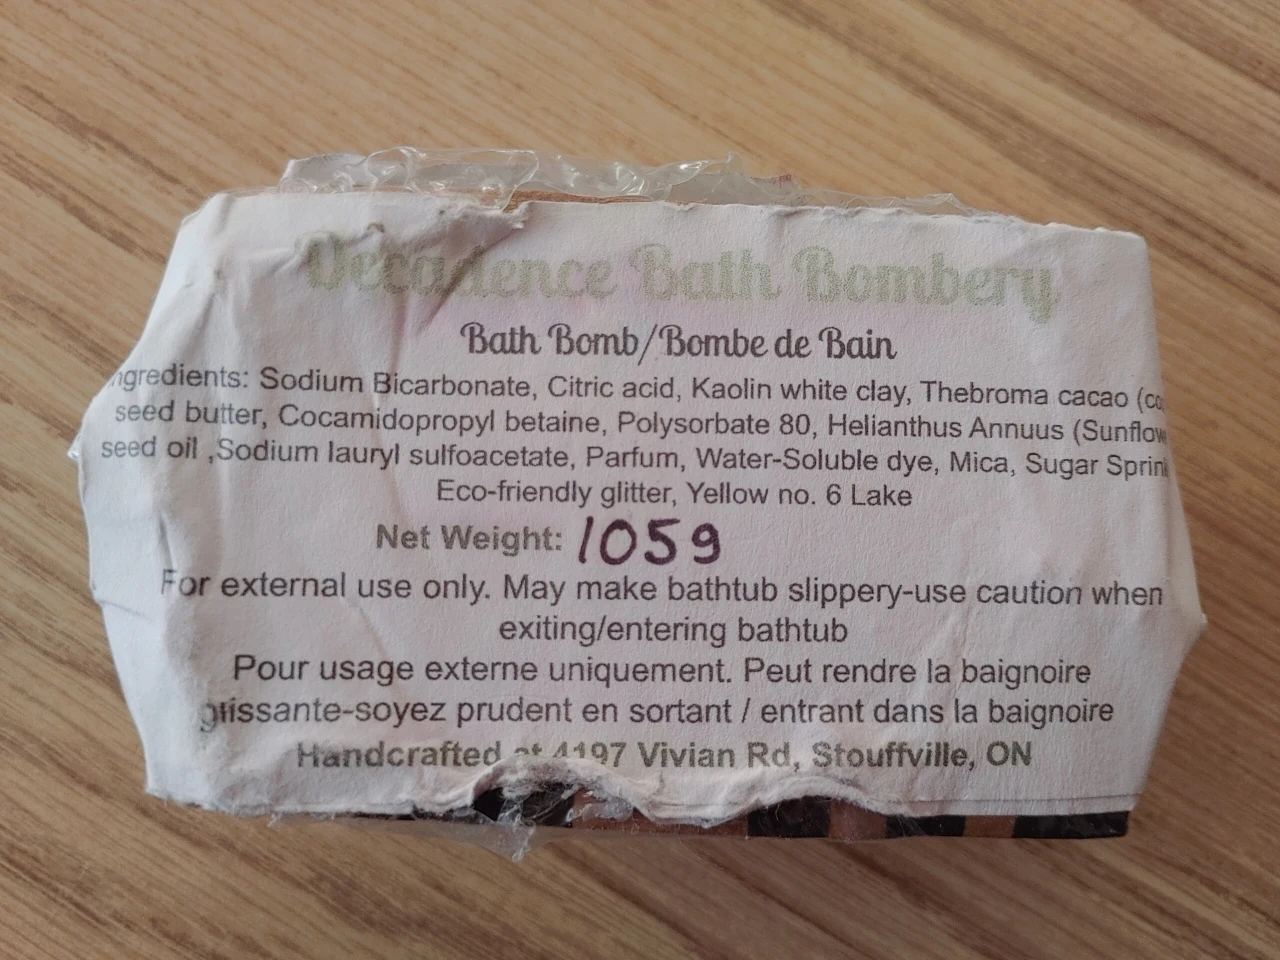 Decadence Bath Bombery
Bath Bomb/Bombe de Bain
ngredients: Sodium Bicarbonate, Citric acid, Kaolin white clay, Thebroma cacao (co
seed butter, Cocamidopropyl betaine, Polysorbate 80, Helianthus Annuus (Sunflow
seed oil ,Sodium lauryl sulfoacetate, Parfum, Water-Soluble dye, Mica, Sugar Sprink
Eco-friendly glitter, Yellow no. 6 Lake
Net Weight: 105g
For external use only. May make bathtub slippery-use caution when
exiting/entering bathtub
Pour usage externe uniquement. Peut rendre la baignoire
glissante-soyez prudent en sortant / entrant dans la baignoire
Handcrafted at 4197 Vivian Rd, Stouffville, ON